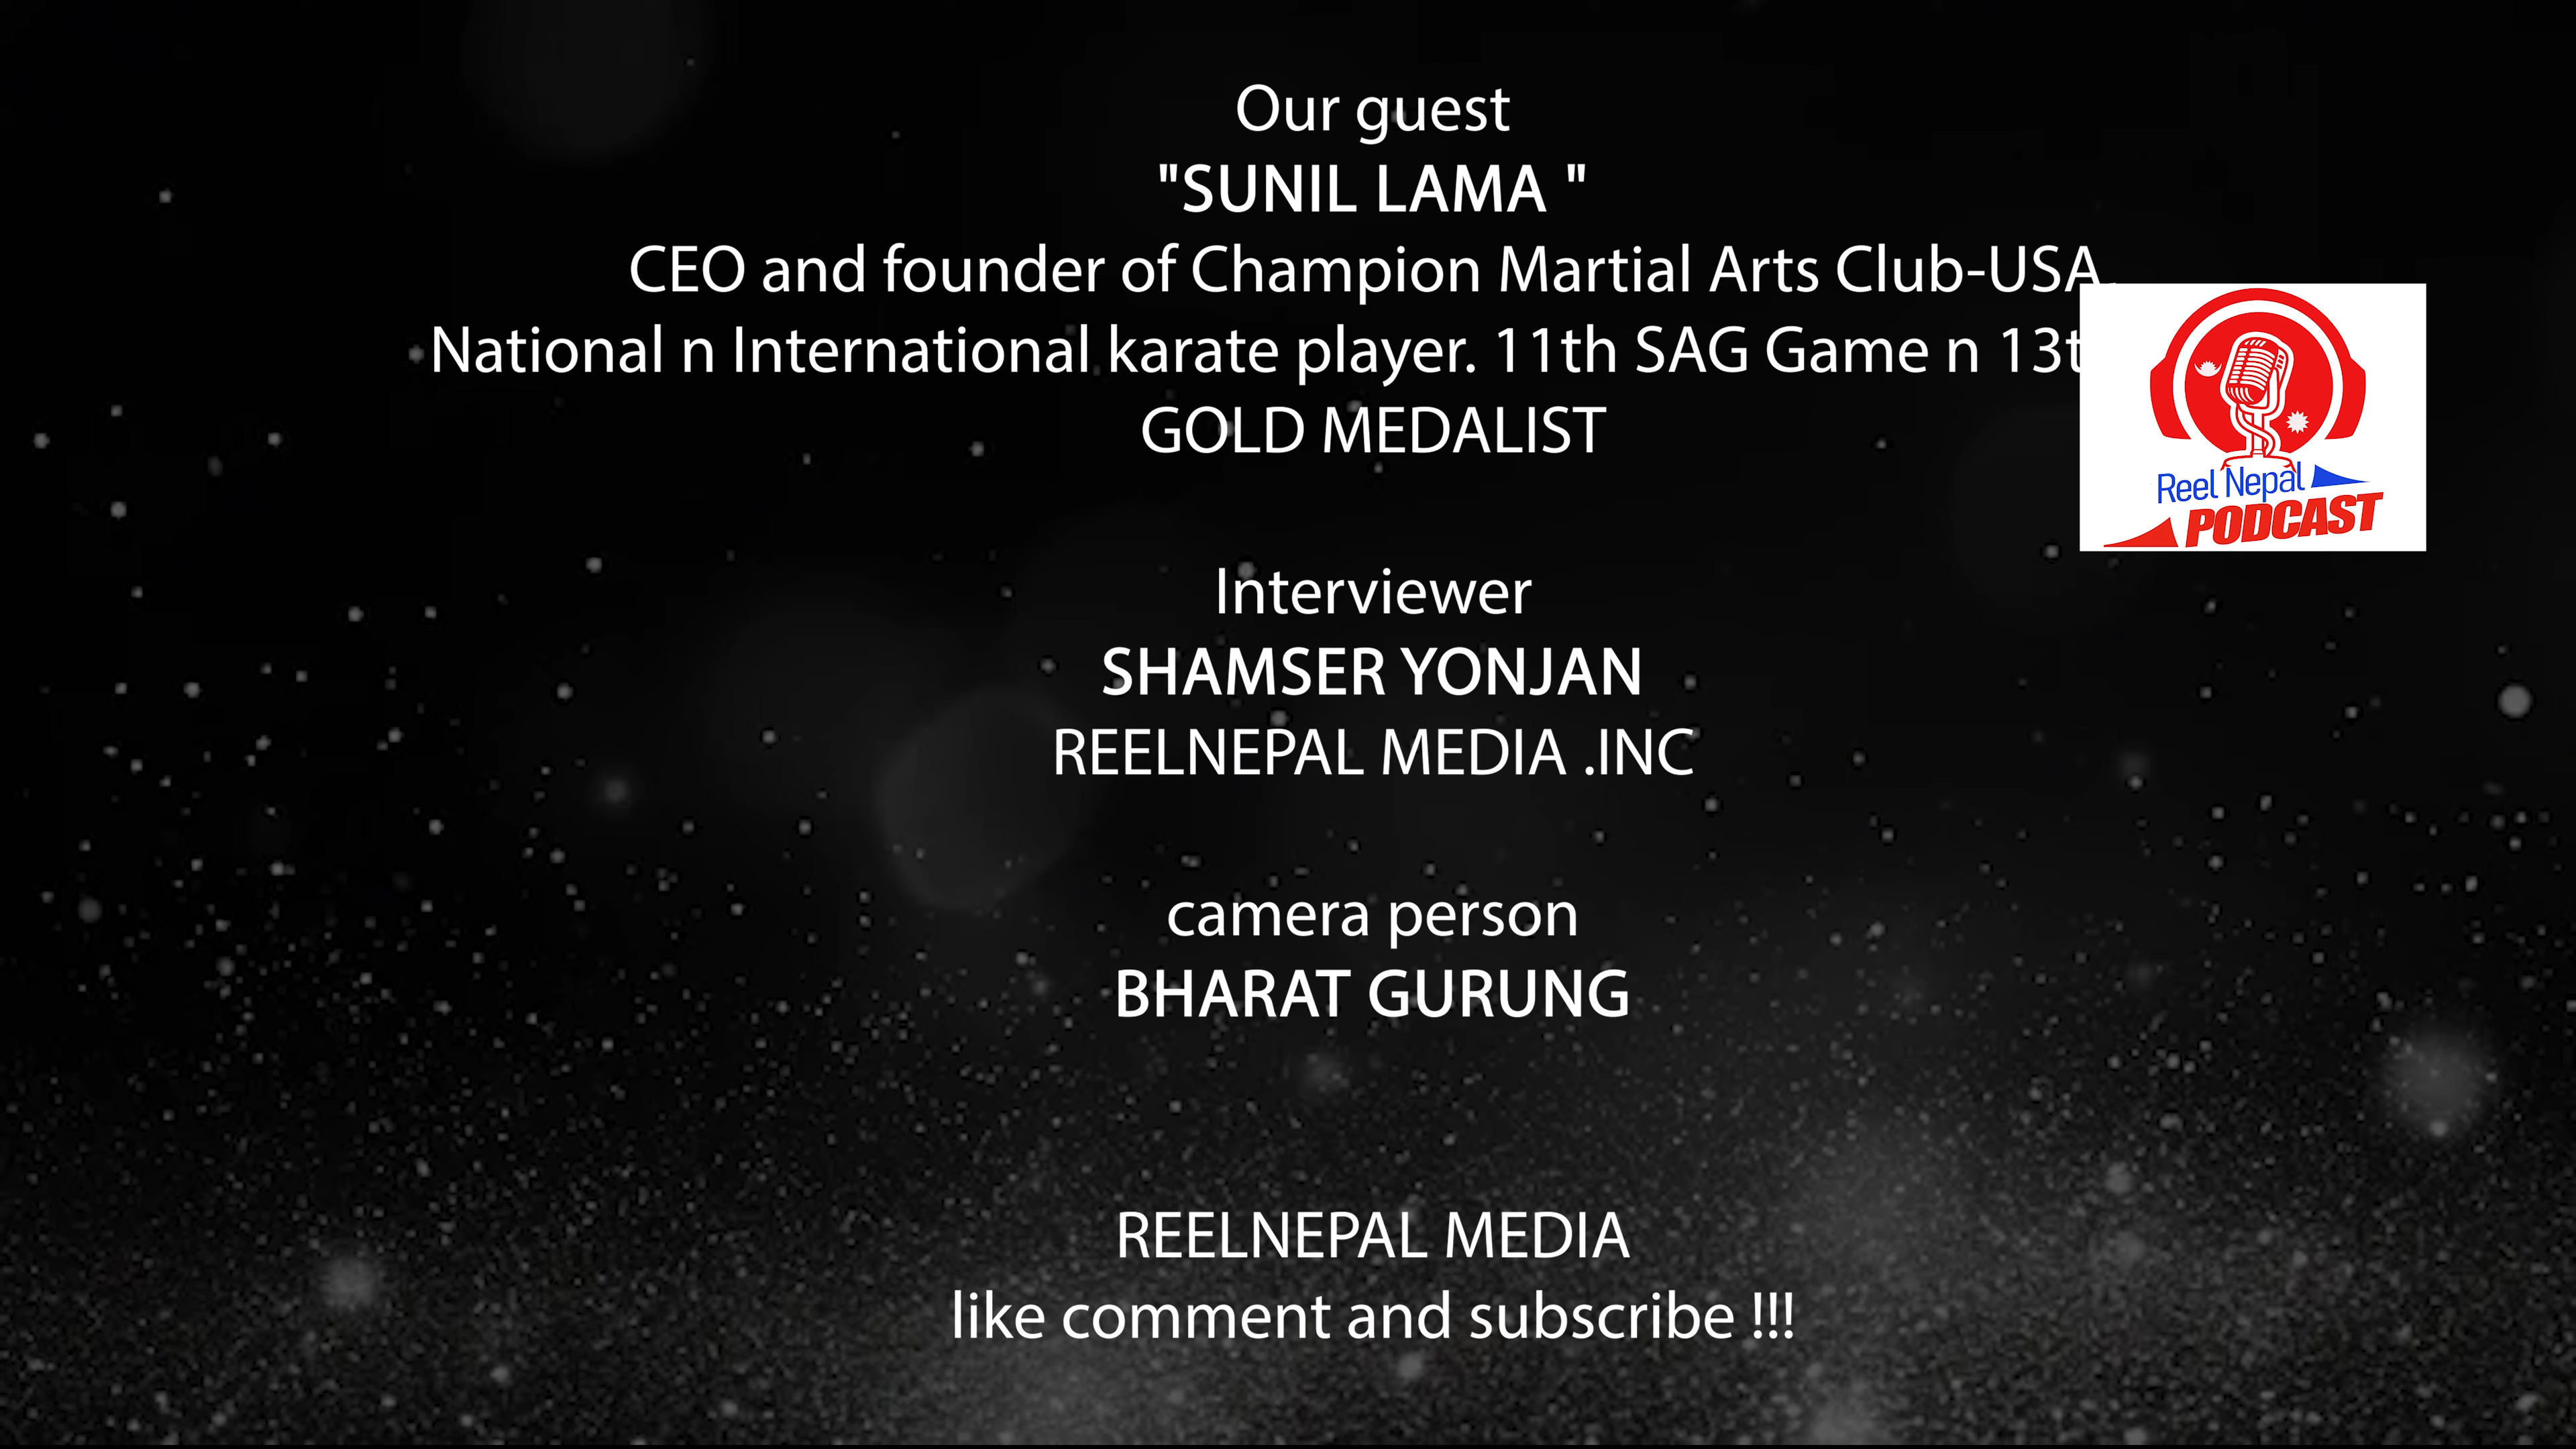 Our guest
"SUNIL LAMA "
CEO and founder of Champion Martial Arts Club-USA
National n International karate player. 11th SAG Game n
GOLD MEDALIST
Reel Nepal
PODCAST
Interviewer
SHAMSER YONJAN
REELNEPAL MEDIA .INC
camera person
BHARAT GURUNG
REELNEPAL MEDIA
like comment and subscribe !!!